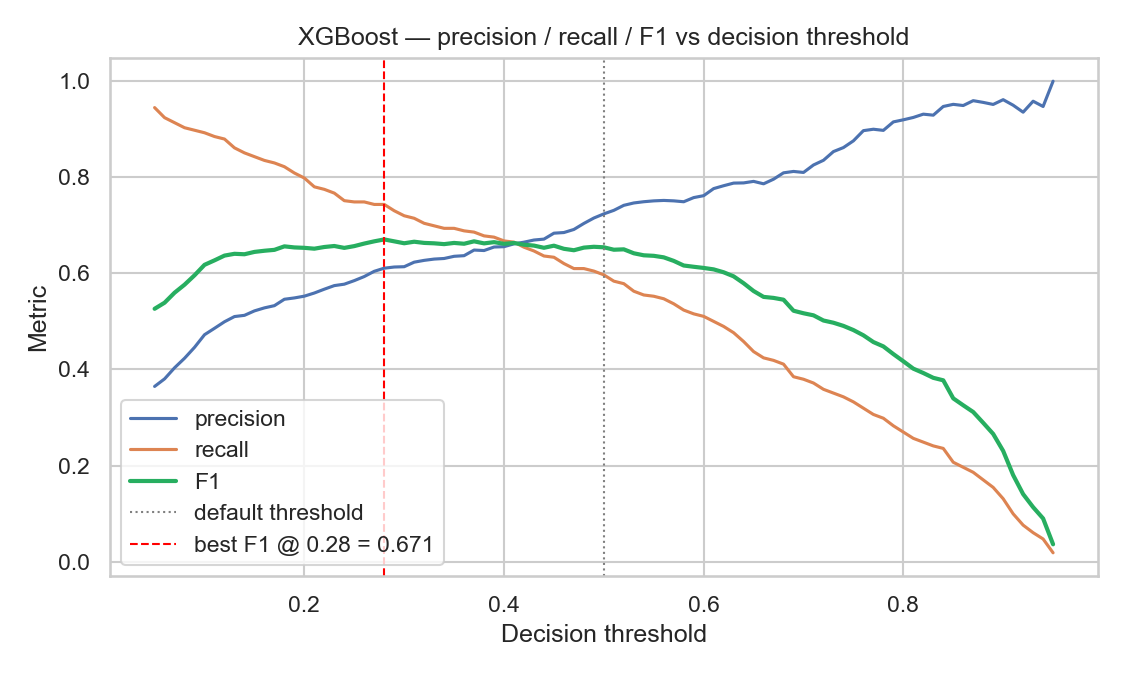 XGBoost — precision / recall / F1 vs decision threshold
1.0
0.8
0.6
0.4
0.2
0.0
Metric
precision
recall
F1
default threshold
best F1 @ 0.28 = 0.671
0.2 0.4 0.6 0.8
Decision threshold